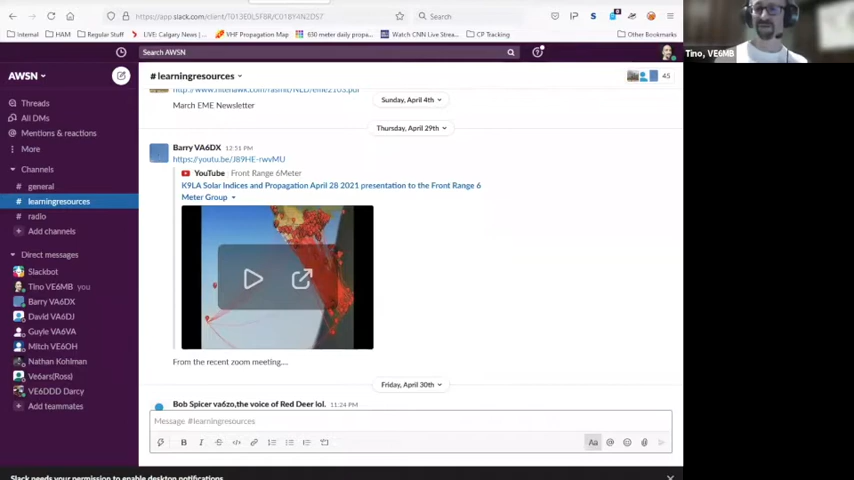 https://app.slack.com/client/T013E0L5F8R/C018Y4N2DS7
Search
Internal
HAM
Regular Stuff
LIVE: Calgary News |...
VHF Propagation Map
630 meter daily propa...
Watch CNN Live Strea...
CP Tracking
Other Bookmarks
Search AWSN
Tino, VE6MB
AWSN
# learningresources
45
March EME Newsletter
Sunday, April 4th
Threads
All DMs
Mentions & reactions
More
Channels
# general
# learningresources
# radio
Add channels
Direct messages
Slackbot
Tino VE6MB you
Barry VA6DX
David VA6DJ
Guyle VA6VA
Mitch VE6OH
Nathan Kohlman
Ve6ars(Ross)
VE6DDD Darcy
Add teammates
Thursday, April 29th
Barry VA6DX 12:51 PM
https://youtu.be/J89HE-rwvMU
YouTube Front Range 6Meter
K9LA Solar Indices and Propagation April 28 2021 presentation to the Front Range 6
Meter Group
From the recent zoom meeting....
Friday, April 30th
Bob Spicer va6zo,the voice of Red Deer lol. 11:24 PM
Message #learningresources
B I S
Aa @
Slack needs your permission to enable desktop notifications.